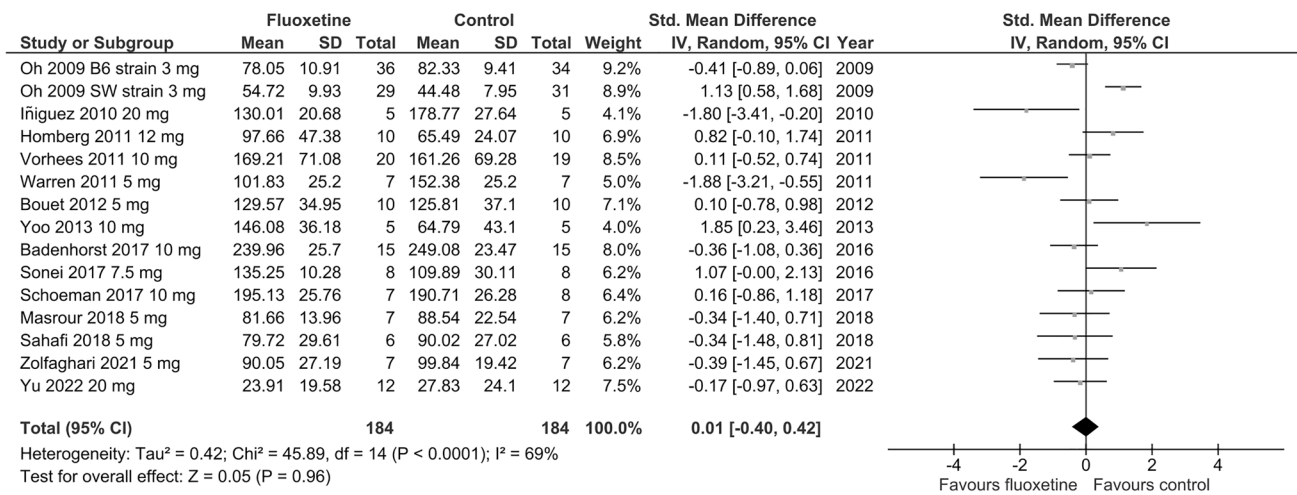 Fluoxetine Control Std. Mean Difference Std. Mean Difference
Study or Subgroup Mean SD Total Mean SD Total Weight IV, Random, 95% CI Year IV, Random, 95% CI
Oh 2009 B6 strain 3 mg 78.05 10.91 36 82.33 9.41 34 9.2% -0.41 [-0.89, 0.06] 2009
Oh 2009 SW strain 3 mg 54.72 9.93 29 44.48 7.95 31 8.9% 1.13 [0.58, 1.68] 2009
Iñiguez 2010 20 mg 130.01 20.68 5 178.77 27.64 5 4.1% -1.80 [-3.41, -0.20] 2010
Homberg 2011 12 mg 97.66 47.38 10 65.49 24.07 10 6.9% 0.82 [-0.10, 1.74] 2011
Vorhees 2011 10 mg 169.21 71.08 20 161.26 69.28 19 8.5% 0.11 [-0.52, 0.74] 2011
Warren 2011 5 mg 101.83 25.2 7 152.38 25.2 7 5.0% -1.88 [-3.21, -0.55] 2011
Bouet 2012 5 mg 129.57 34.95 10 125.81 37.1 10 7.1% 0.10 [-0.78, 0.98] 2012
Yoo 2013 10 mg 146.08 36.18 5 64.79 43.1 5 4.1% 1.85 [0.23, 3.46] 2013
Badenhorst 2017 10 mg 239.96 25.7 15 249.08 23.47 15 8.0% -0.36 [-1.08, 0.36] 2016
Sonei 2017 7.5 mg 135.25 10.28 8 109.89 30.11 8 6.2% 1.07 [-0.00, 2.13] 2016
Schoeman 2017 10 mg 195.13 25.76 7 190.71 26.28 8 6.4% 0.16 [-0.86, 1.18] 2017
Masrour 2018 5 mg 81.66 13.96 7 88.54 22.54 7 6.2% -0.34 [-1.40, 0.71] 2018
Sahafi 2018 5 mg 79.72 29.61 6 90.02 27.02 6 5.8% -0.34 [-1.48, 0.81] 2018
Zolfaghari 2021 5 mg 90.05 27.19 7 99.84 19.42 7 6.2% -0.39 [-1.45, 0.67] 2021
Yu 2022 20 mg 23.91 19.58 12 27.83 24.1 12 7.5% -0.17 [-0.97, 0.63] 2022
Total (95% CI) 184 184 100.0% 0.01 [-0.40, 0.42]
Heterogeneity: Tau² = 0.42; Chi² = 45.89, df = 14 (P < 0.0001); I² = 69%
Test for overall effect: Z = 0.05 (P = 0.96)
-4 -2 0 2 4
Favours fluoxetine Favours control